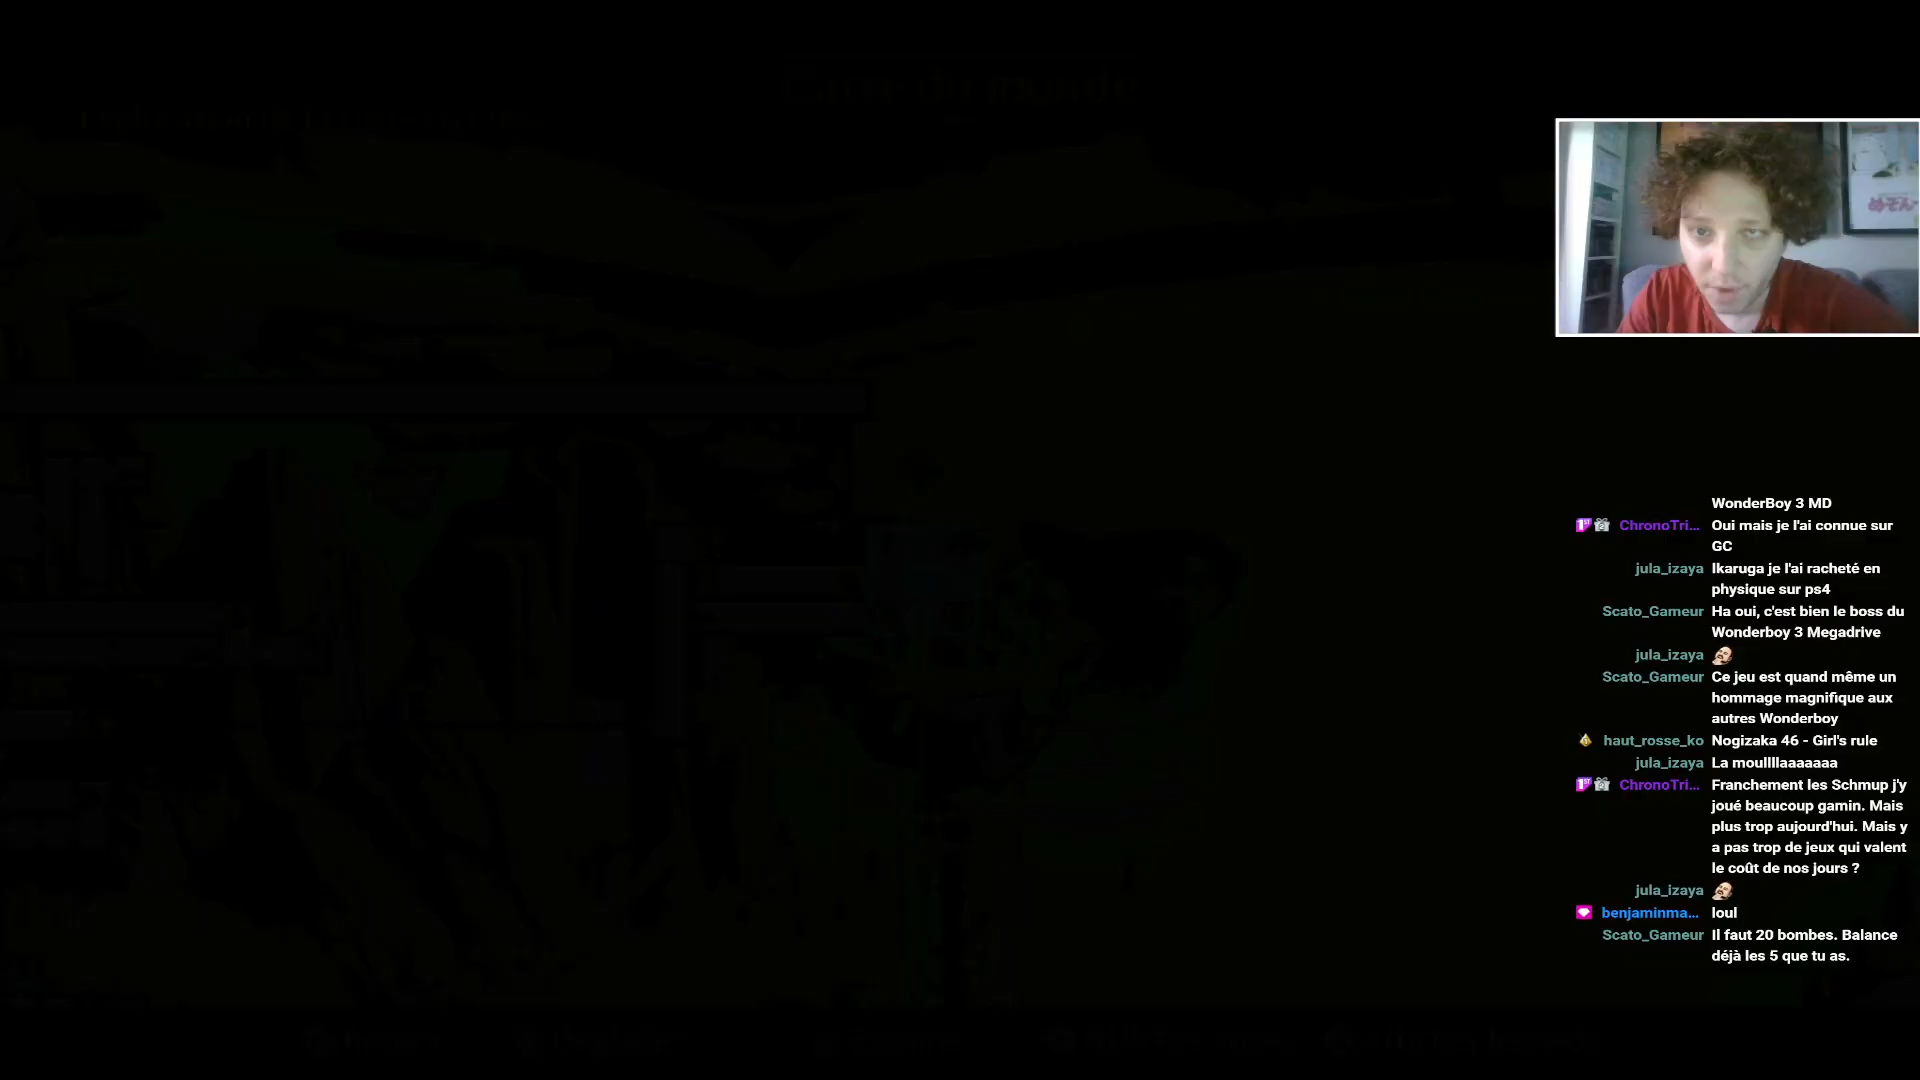 めぞん
WonderBoy 3 MD
ChronoTri... Oui mais je l'ai connue sur
GC
jula_izaya Ikaruga je l'ai racheté en
physique sur ps4
Scato_Gameur Ha oui, c'est bien le boss du
Wonderboy 3 Megadrive
jula_izaya
Scato_Gameur Ce jeu est quand même un
hommage magnifique aux
autres Wonderboy
haut_rosse_ko Nogizaka 46 - Girl's rule
jula_izaya La moullllaaaaaaa
ChronoTri... Franchement les Schmup j'y
joué beaucoup gamin. Mais
plus trop aujourd'hui. Mais y
a pas trop de jeux qui valent
le coût de nos jours ?
jula_izaya
benjaminma... loul
Scato_Gameur Il faut 20 bombes. Balance
déjà les 5 que tu as.